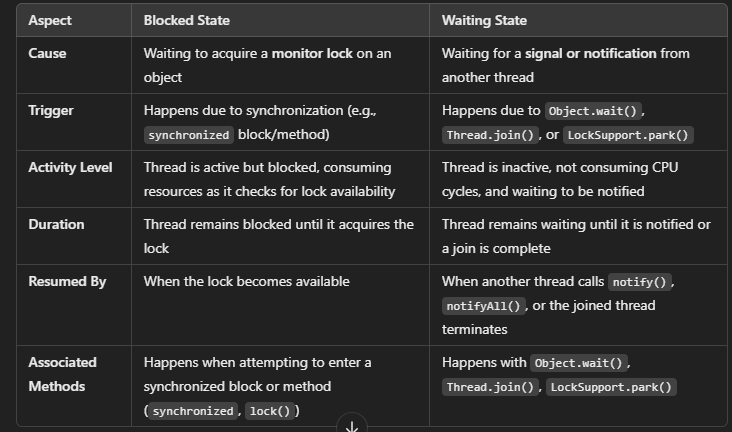 Aspect Blocked State Waiting State
Cause Waiting to acquire a monitor lock on an Waiting for a signal or notification from
object another thread
Trigger Happens due to synchronization (e.g., Happens due to Object.wait(),
synchronized block/method) Thread.join(), or LockSupport.park()
Activity Level Thread is active but blocked, consuming Thread is inactive, not consuming CPU
resources as it checks for lock availability cycles, and waiting to be notified
Duration Thread remains blocked until it acquires the Thread remains waiting until it is notified or
lock a join is complete
Resumed By When the lock becomes available When another thread calls notify(),
notifyAll(), or the joined thread
terminates
Associated Happens when attempting to enter a Happens with Object.wait(),
Methods synchronized block or method Thread.join(), LockSupport.park()
(synchronized, lock())